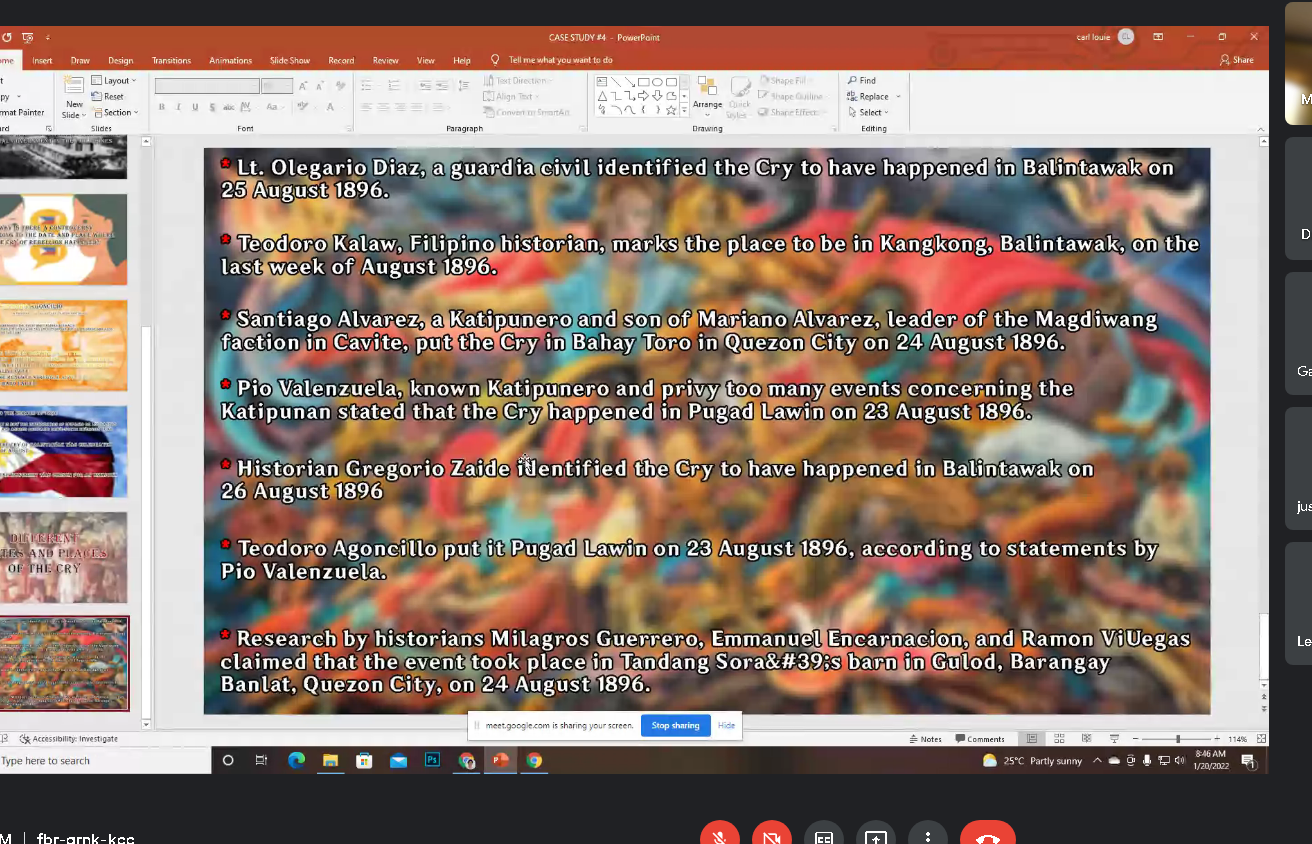 CASE STUDY #4 - PowerPoint
carl louie
CL
Insert
Draw
Design
Transitions
Animations
Slide Show
Record
Review
View
Help
Tell me what you want to do
Share
New
Slide
Layout
Reset
Section
Slides
Font
Text Direction
Align Text
Convert to SmartArt
Paragraph
Arrange
Quick
Styles
Shape Fill
Shape Outline
Shape Effects
Drawing
Find
Replace
Select
Editing
* Lt. Olegario Diaz, a guardia civil identified the Cry to have happened in Balintawak on
25 August 1896.
* Teodoro Kalaw, Filipino historian, marks the place to be in Kangkong, Balintawak, on the
last week of August 1896.
* Santiago Alvarez, a Katipunero and son of Mariano Alvarez, leader of the Magdiwang
faction in Cavite, put the Cry in Bahay Toro in Quezon City on 24 August 1896.
* Pio Valenzuela, known Katipunero and privy too many events concerning the
Katipunan stated that the Cry happened in Pugad Lawin on 23 August 1896.
* Historian Gregorio Zaide identified the Cry to have happened in Balintawak on
26 August 1896
* Teodoro Agoncillo put it Pugad Lawin on 23 August 1896, according to statements by
Pio Valenzuela.
* Research by historians Milagros Guerrero, Emmanuel Encarnacion, and Ramon ViUegas
claimed that the event took place in Tandang Sora&#39;s barn in Gulod, Barangay
Banlat, Quezon City, on 24 August 1896.
DIFFERENT
AND PLACES
OF THE CRY
meet.google.com is sharing your screen.
Stop sharing
Hide
Accessibility: Investigate
Notes
Comments
114%
Type here to search
Ps
25°C Partly sunny
8:46 AM
1/20/2022
M
D
Ga
jus
Le
M | fbr-grnk-kcc